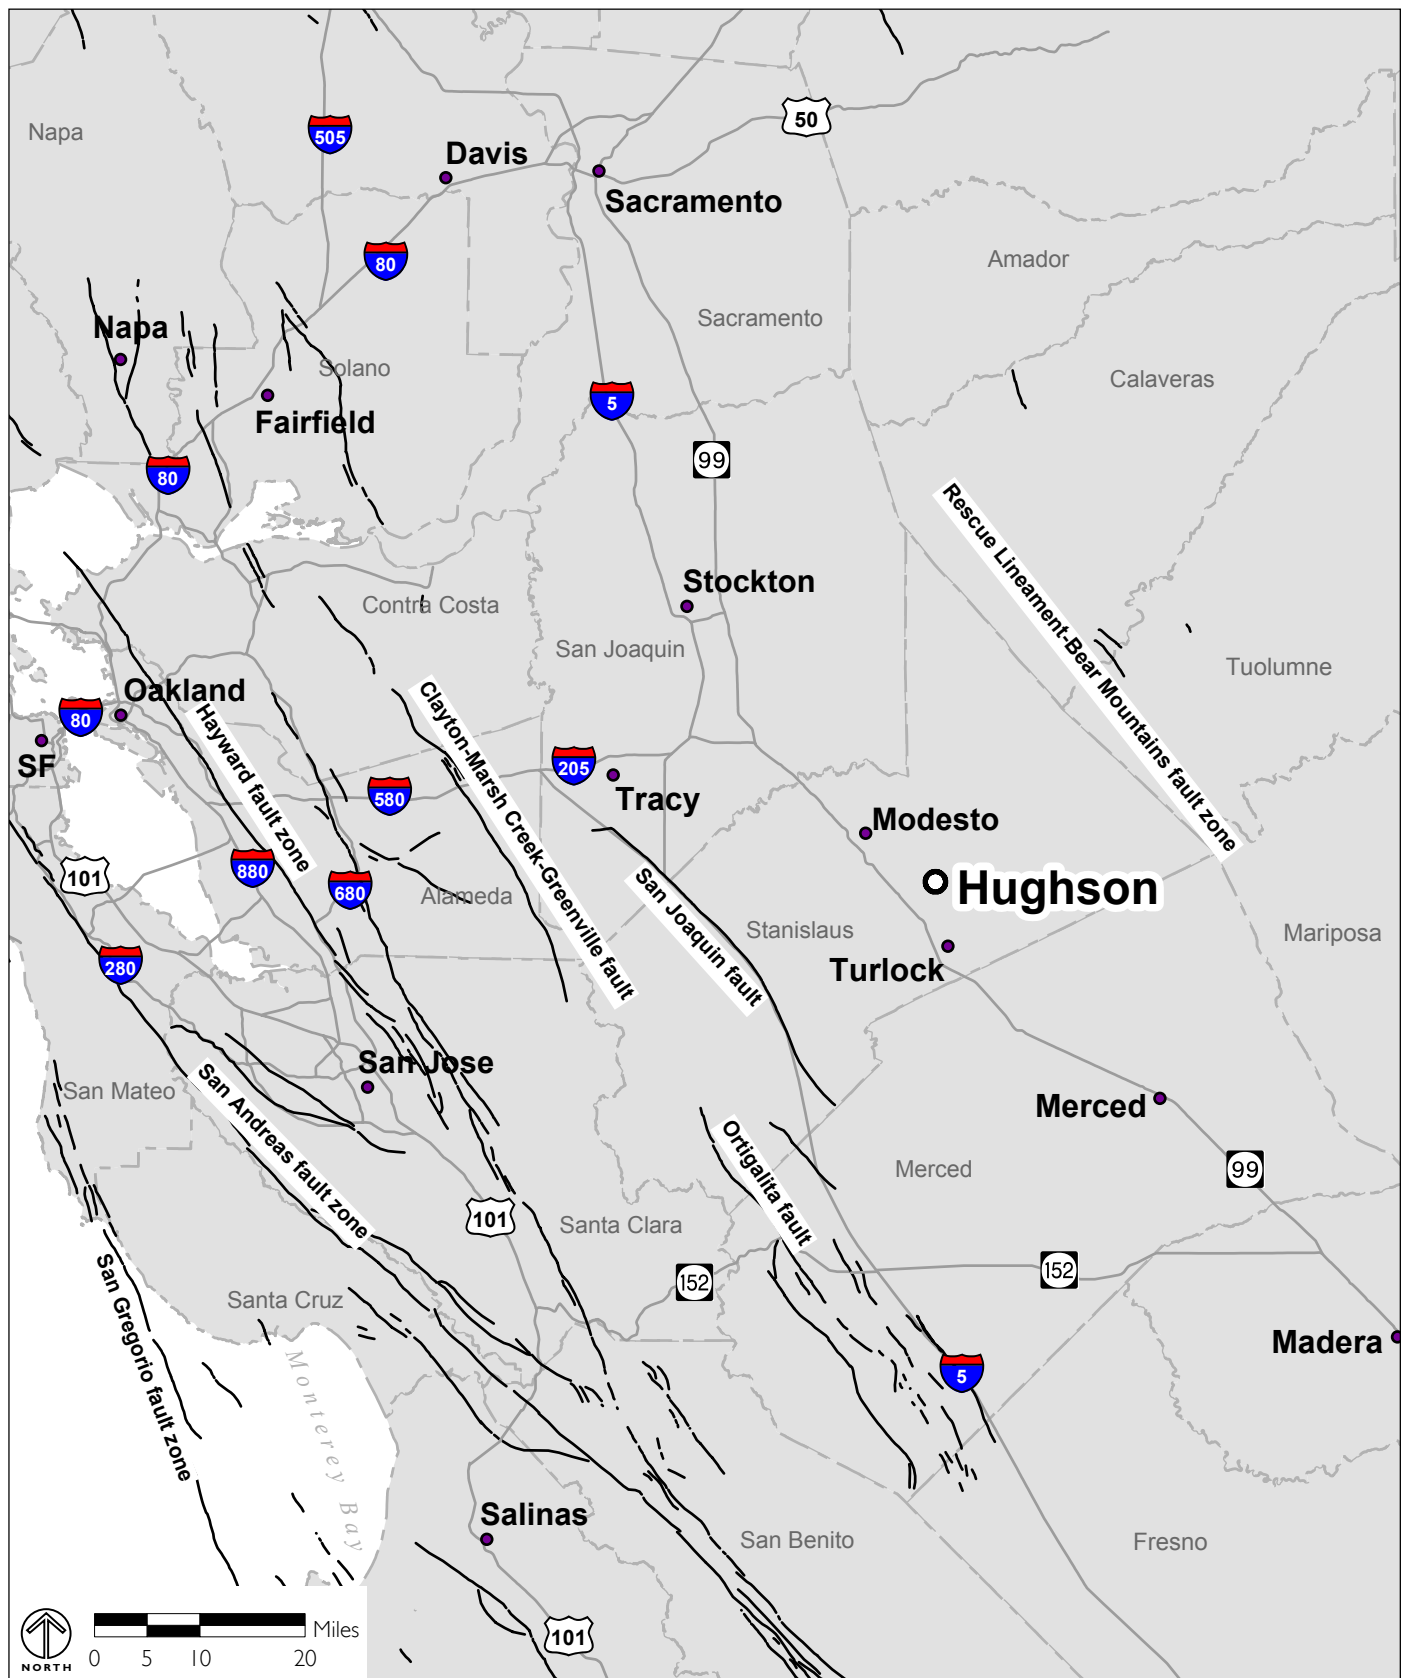 50
Napa
505
Davis
Sacramento
80
Amador
Sacramento
Napa
Solano
Calaveras
5
Fairfield
99
80
Rescue Lineament-Bear Mountains fault zone
Stockton
Contra Costa
San Joaquin
Tuolumne
Oakland
Clayton-Marsh Creek-Greenville fault
Hayward fault zone
80
SF
205
Tracy
580
Modesto
880
101
680
Hughson
Alameda
San Joaquin fault
Stanislaus
Mariposa
280
Turlock
San Jose
San Mateo
San Andreas fault zone
Merced
Ortigalita fault
Merced
99
101
Santa Clara
152
152
San Gregorio fault zone
Santa Cruz
Monterey Bay
Madera
5
Salinas
San Benito
Fresno
101
NORTH
0 5 10 20 Miles